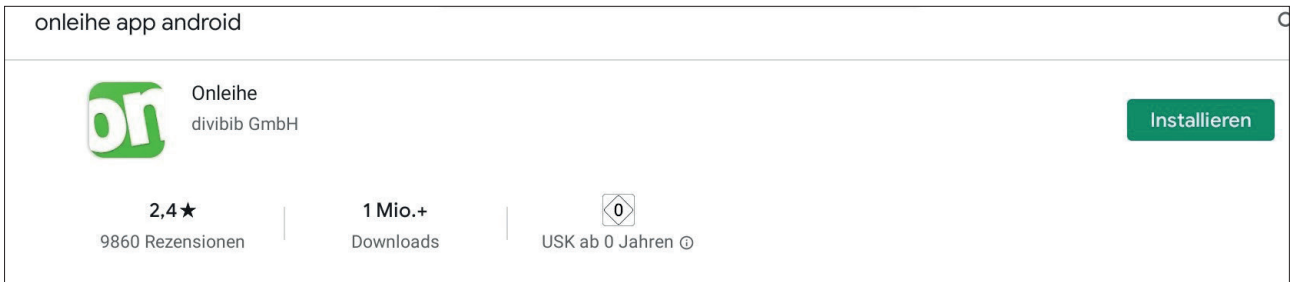 onleihe app android
on
Onleihe
divibib GmbH
Installieren
2,4★
1 Mio.+
0
9860 Rezensionen
Downloads
USK ab 0 Jahren